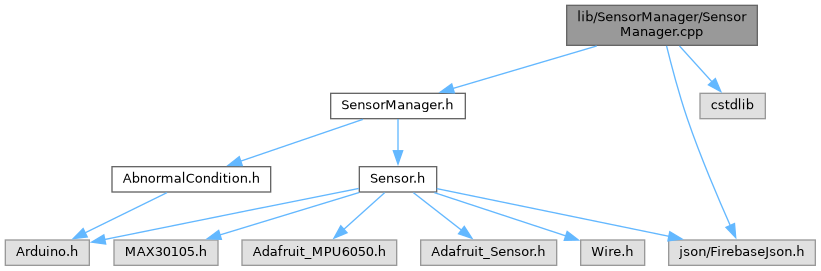 lib/SensorManager/Sensor
Manager.cpp
SensorManager.h
cstdlib
AbnormalCondition.h
Sensor.h
Arduino.h
MAX30105.h
Adafruit_MPU6050.h
Adafruit_Sensor.h
Wire.h
json/FirebaseJson.h